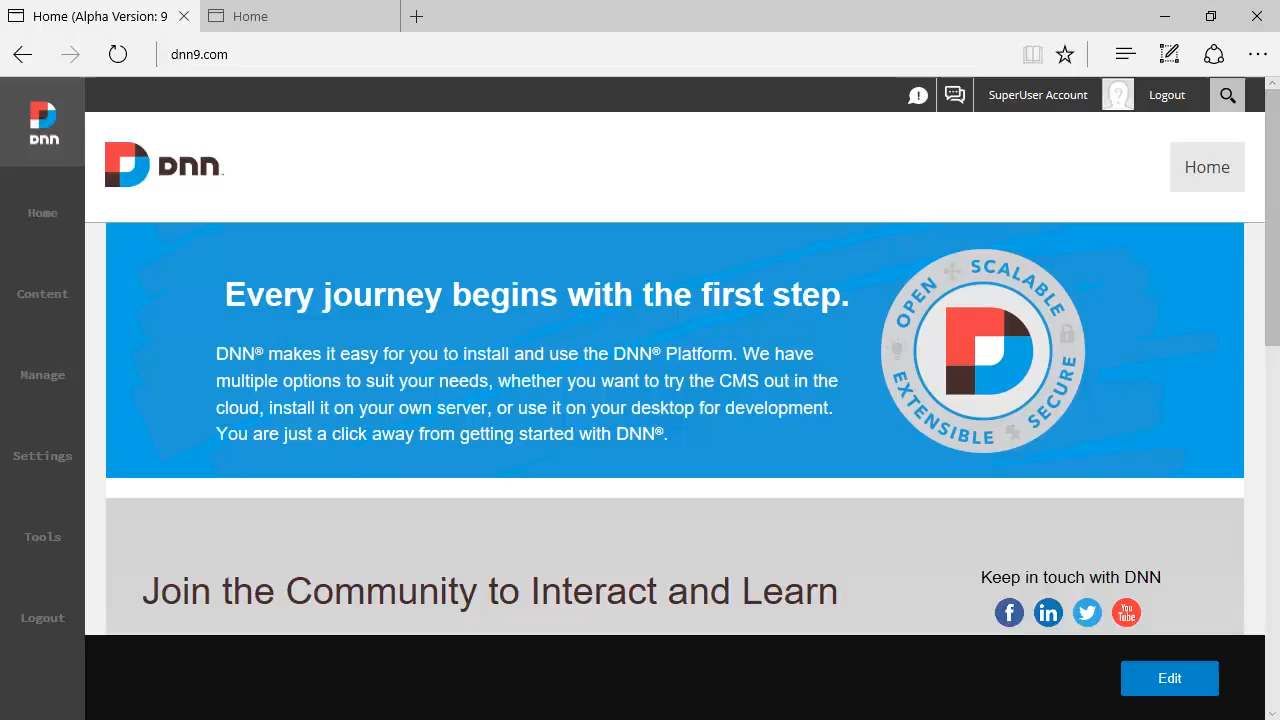 Home (Alpha Version: 9
Home
dnn9.com
DNN
SuperUser Account
Logout
DNN
Home
Home
Content
Manage
Settings
Tools
Logout
Every journey begins with the first step.
DNN® makes it easy for you to install and use the DNN® Platform. We have
multiple options to suit your needs, whether you want to try the CMS out in the
cloud, install it on your own server, or use it on your desktop for development.
You are just a click away from getting started with DNN®.
OPEN
SCALABLE
SECURE
EXTENSIBLE
Join the Community to Interact and Learn
Keep in touch with DNN
f
in
You
Tube
Edit